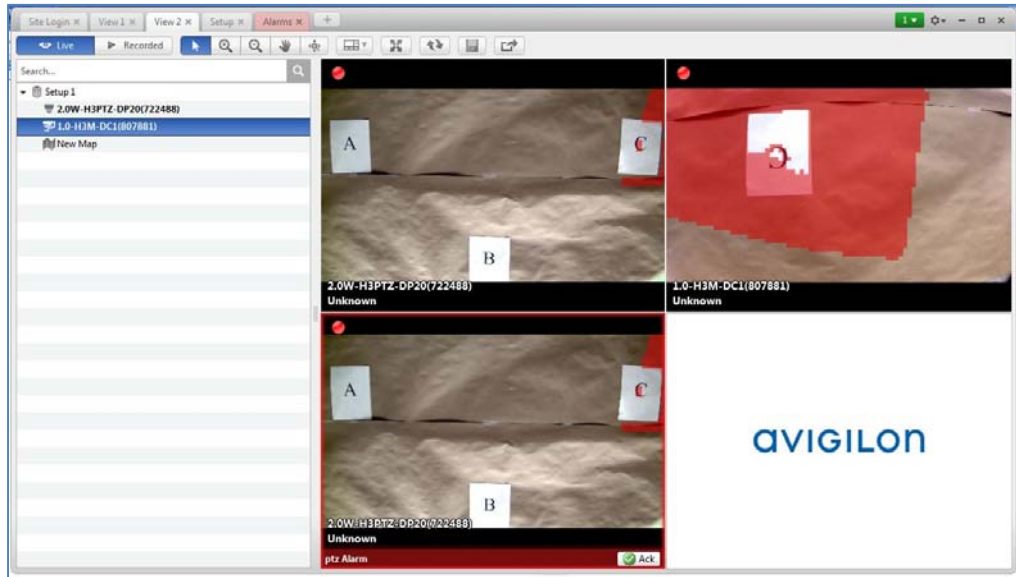 Site Login View 1 View 2 Setup Alarms + 1
Live Recorded
Search...
Setup 1
2.0W-H3PTZ-DP20(722488)
1.0-H3M-DC1(807881)
New Map
A C
B
2.0W-H3PTZ-DP20(722488)
Unknown
C
1.0-H3M-DC1(807881)
Unknown
A C
B
2.0W-H3PTZ-DP20(722488)
Unknown
ptz Alarm Ack
aVIGILON